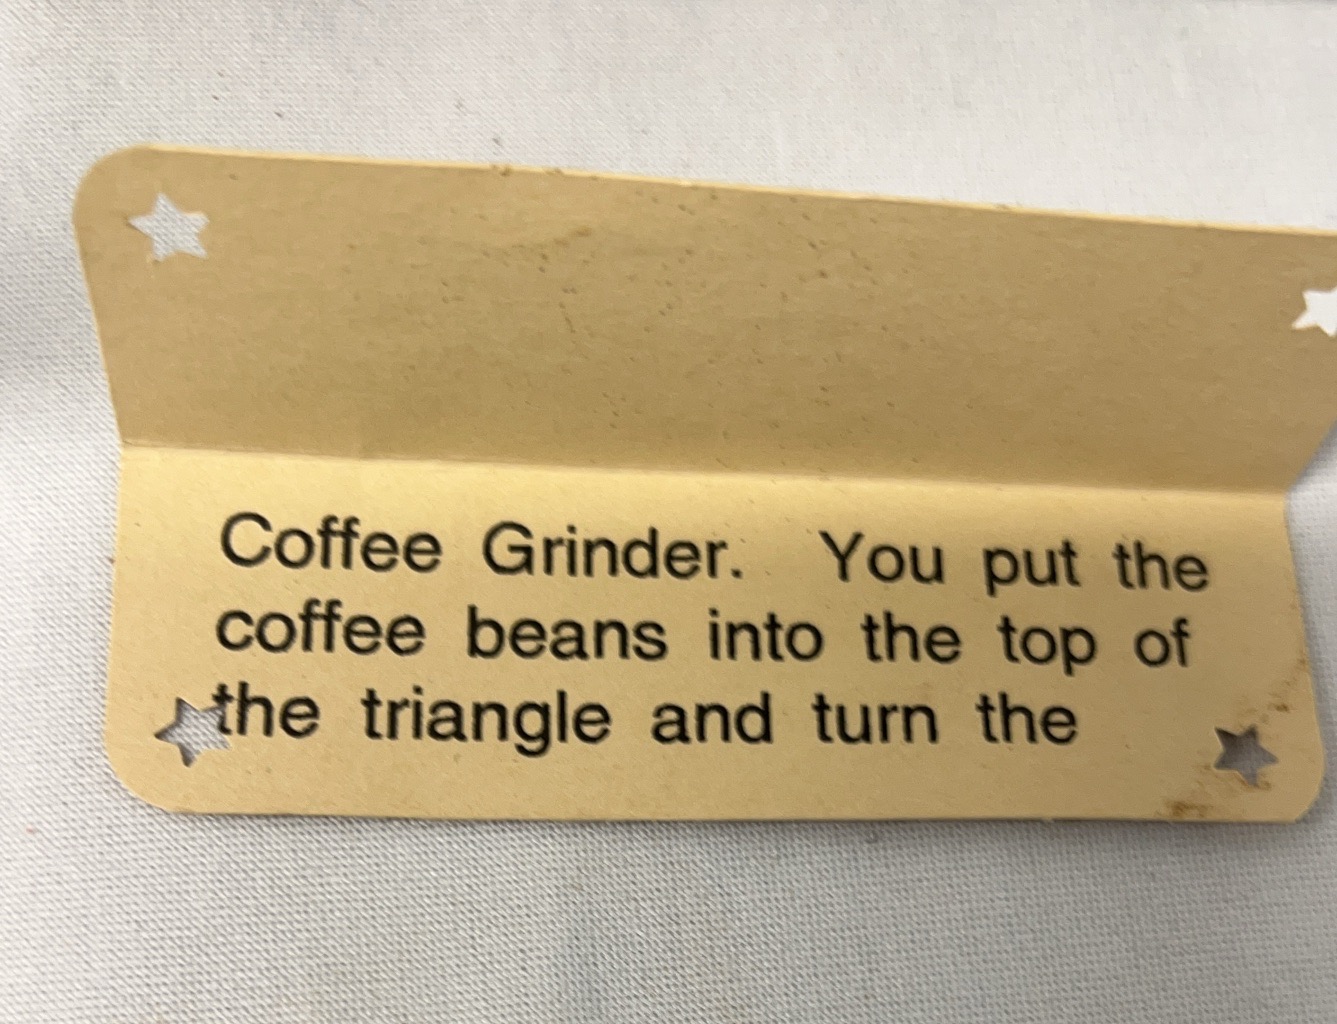 Coffee Grinder. You put the
coffee beans into the top of
the triangle and turn the